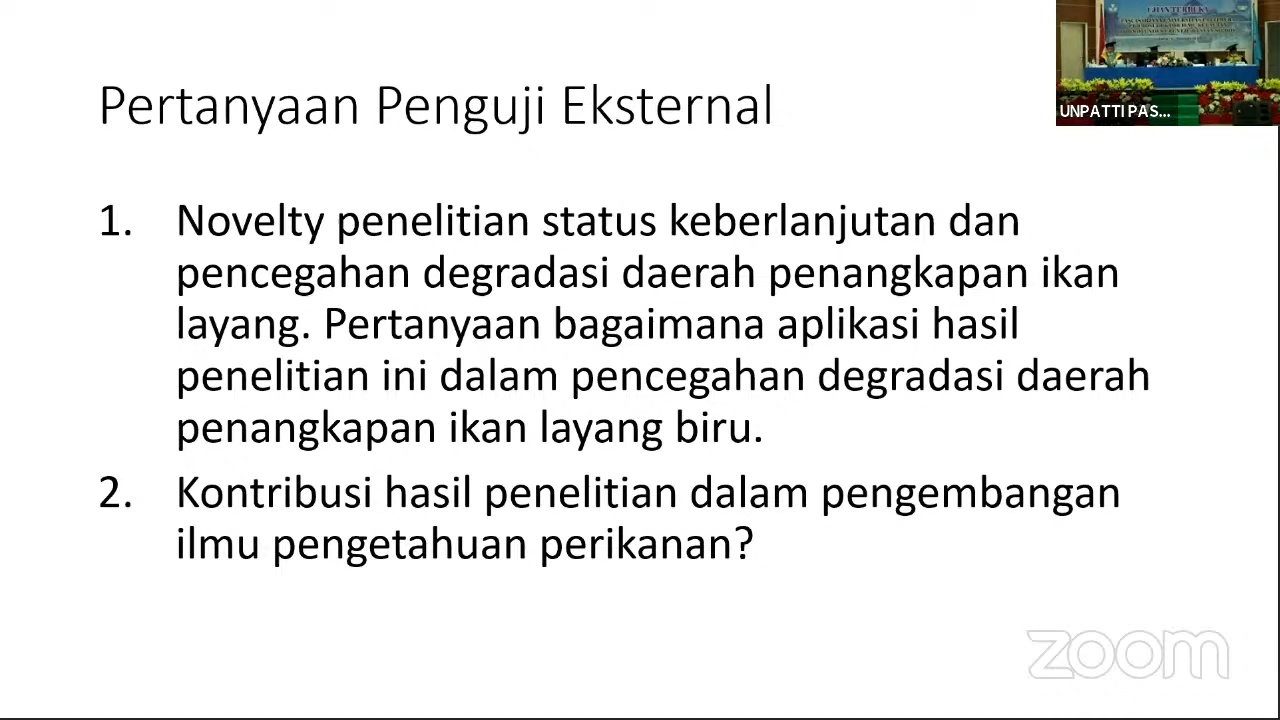 UJIAN TERBUKA
UNPATTI PAS...
Pertanyaan Penguji Eksternal
1. Novelty penelitian status keberlanjutan dan
pencegahan degradasi daerah penangkapan ikan
layang. Pertanyaan bagaimana aplikasi hasil
penelitian ini dalam pencegahan degradasi daerah
penangkapan ikan layang biru.
2. Kontribusi hasil penelitian dalam pengembangan
ilmu pengetahuan perikanan?
zoom